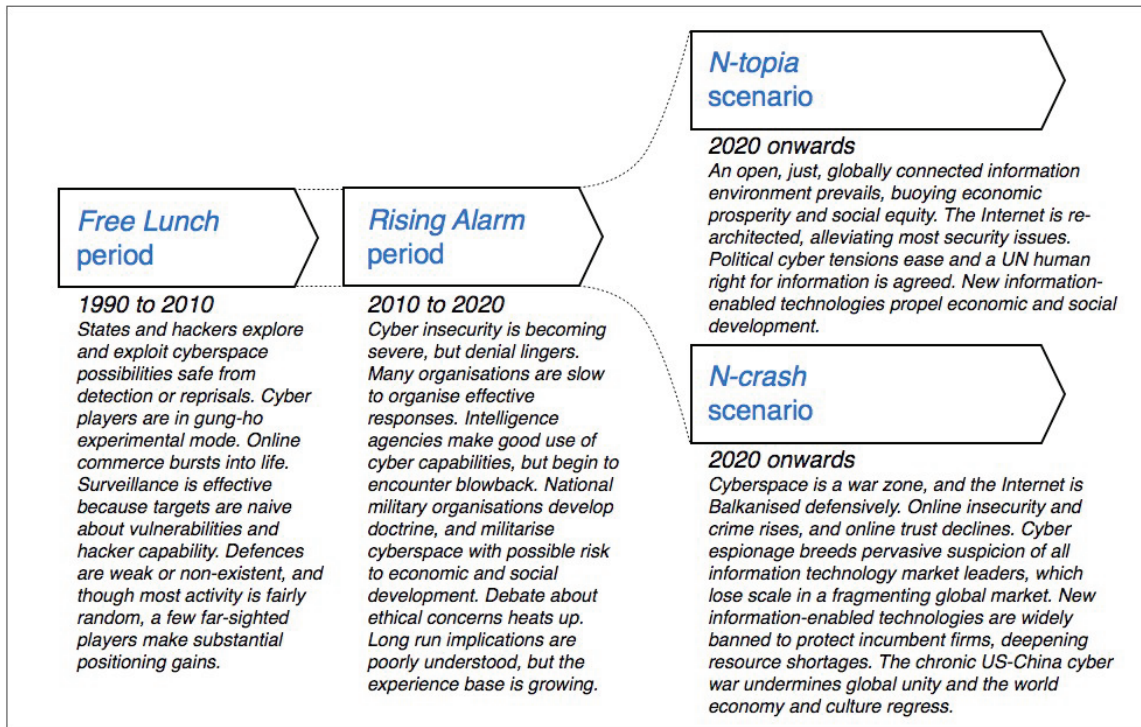 Free Lunch
period
1990 to 2010
States and hackers explore
and exploit cyberspace
possibilities safe from
detection or reprisals. Cyber
players are in gung-ho
experimental mode. Online
commerce bursts into life.
Surveillance is effective
because targets are naive
about vulnerabilities and
hacker capability. Defences
are weak or non-existent, and
though most activity is fairly
random, a few far-sighted
players make substantial
positioning gains.
Rising Alarm
period
2010 to 2020
Cyber insecurity is becoming
severe, but denial lingers.
Many organisations are slow
to organise effective
responses. Intelligence
agencies make good use of
cyber capabilities, but begin to
encounter blowback. National
military organisations develop
doctrine, and militarise
cyberspace with possible risk
to economic and social
development. Debate about
ethical concerns heats up.
Long run implications are
poorly understood, but the
experience base is growing.
N-topia
scenario
2020 onwards
An open, just, globally connected information
environment prevails, buoying economic
prosperity and social equity. The Internet is re-
architected, alleviating most security issues.
Political cyber tensions ease and a UN human
right for information is agreed. New information-
enabled technologies propel economic and social
development.
N-crash
scenario
2020 onwards
Cyberspace is a war zone, and the Internet is
Balkanised defensively. Online insecurity and
crime rises, and online trust declines. Cyber
espionage breeds pervasive suspicion of all
information technology market leaders, which
lose scale in a fragmenting global market. New
information-enabled technologies are widely
banned to protect incumbent firms, deepening
resource shortages. The chronic US-China cyber
war undermines global unity and the world
economy and culture regress.